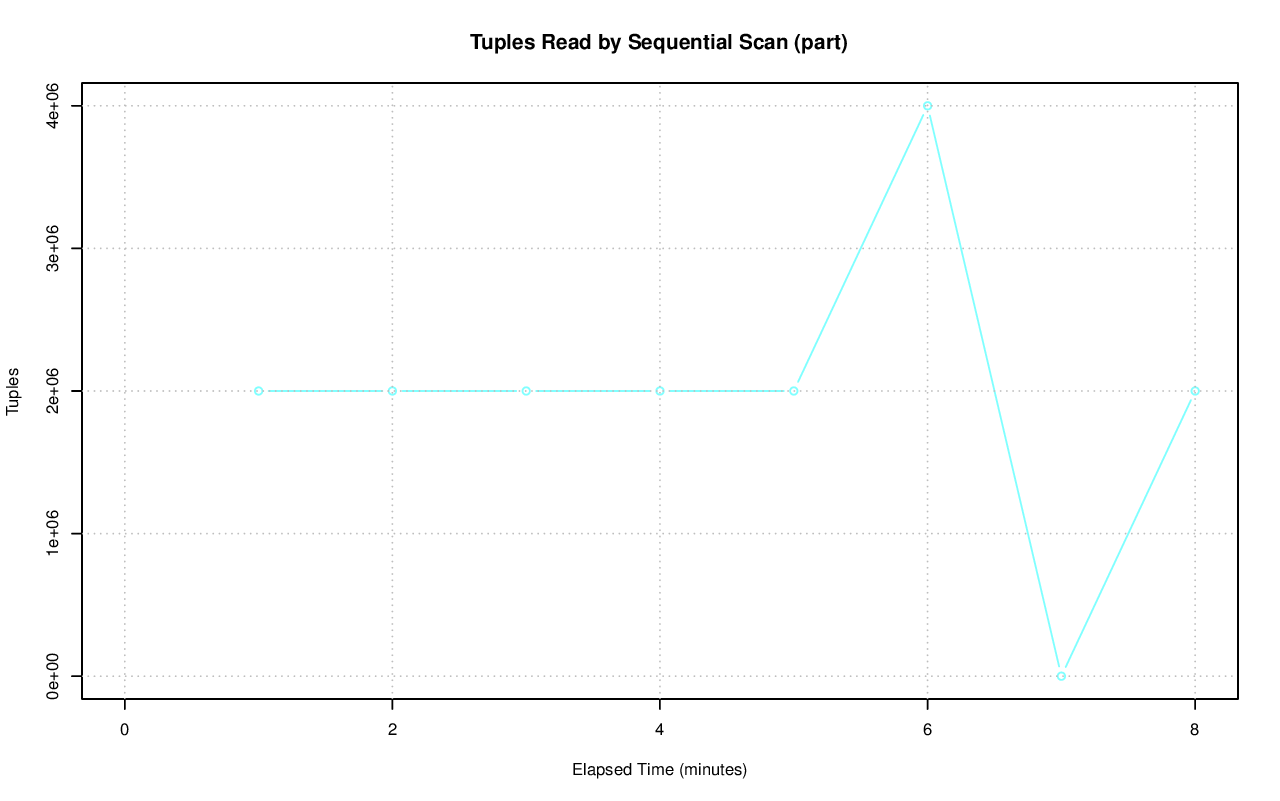 Tuples Read by Sequential Scan (part)
4e+06
3e+06
2e+06
1e+06
0e+00
Tuples
0 2 4 6 8
Elapsed Time (minutes)